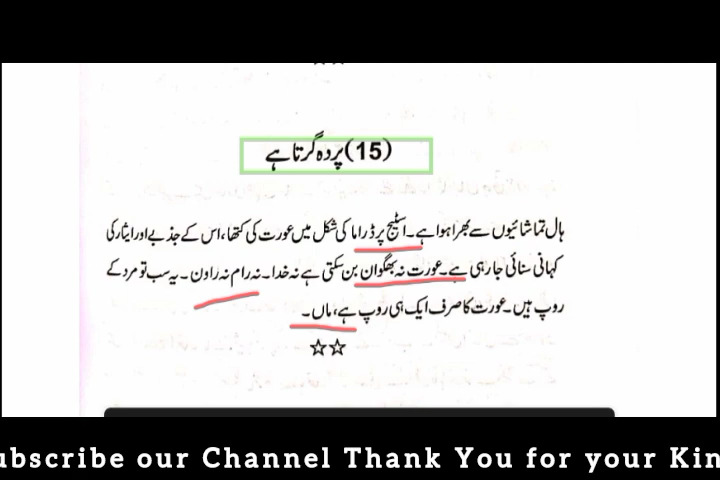 (15) پردہ گرتا ہے
ہال تماشائیوں سے بھرا ہوا ہے۔ اسٹیج پر ڈراما کی شکل میں عورت کی کتھا، اس کے جذبے اور ایثار کی
کہانی سنائی جا رہی ہے۔ عورت نہ بھگوان بن سکتی ہے نہ خدا۔ نہ رام نہ راون۔ یہ سب تو مرد کے
روپ ہیں۔ عورت کا صرف ایک ہی روپ ہے، ماں۔
☆☆
ubscribe our Channel Thank You for your Kin